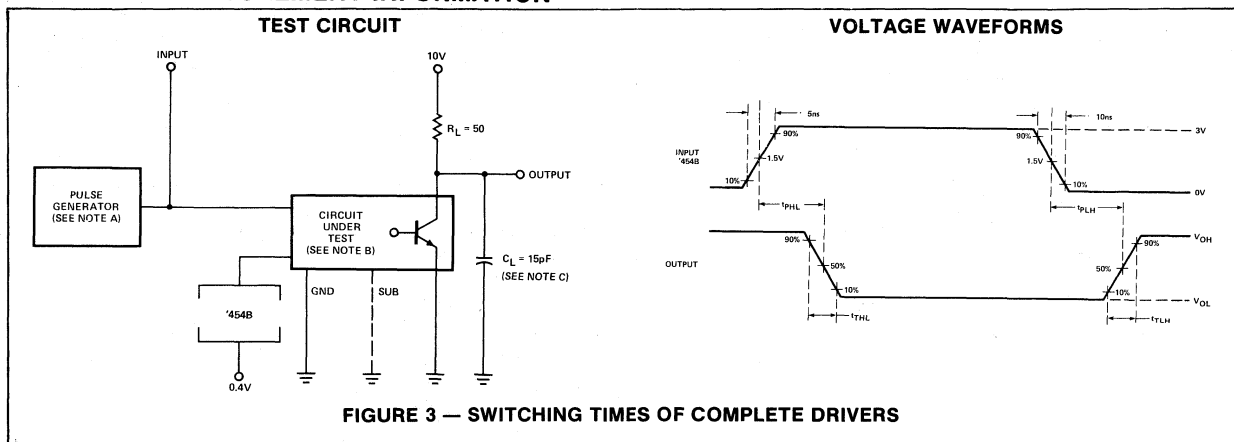 TEST CIRCUIT
VOLTAGE WAVEFORMS
INPUT
10V
R_L = 50
OUTPUT
PULSE
GENERATOR
(SEE NOTE A)
CIRCUIT
UNDER
TEST
(SEE NOTE B)
C_L = 15pF
(SEE NOTE C)
GND
SUB
'454B
0.4V
5ns
10ns
90%
90%
3V
INPUT
'454B
1.5V
1.5V
10%
10%
0V
t_PHL
t_PLH
90%
90%
V_OH
OUTPUT
50%
50%
10%
10%
V_OL
t_THL
t_TLH
FIGURE 3 — SWITCHING TIMES OF COMPLETE DRIVERS